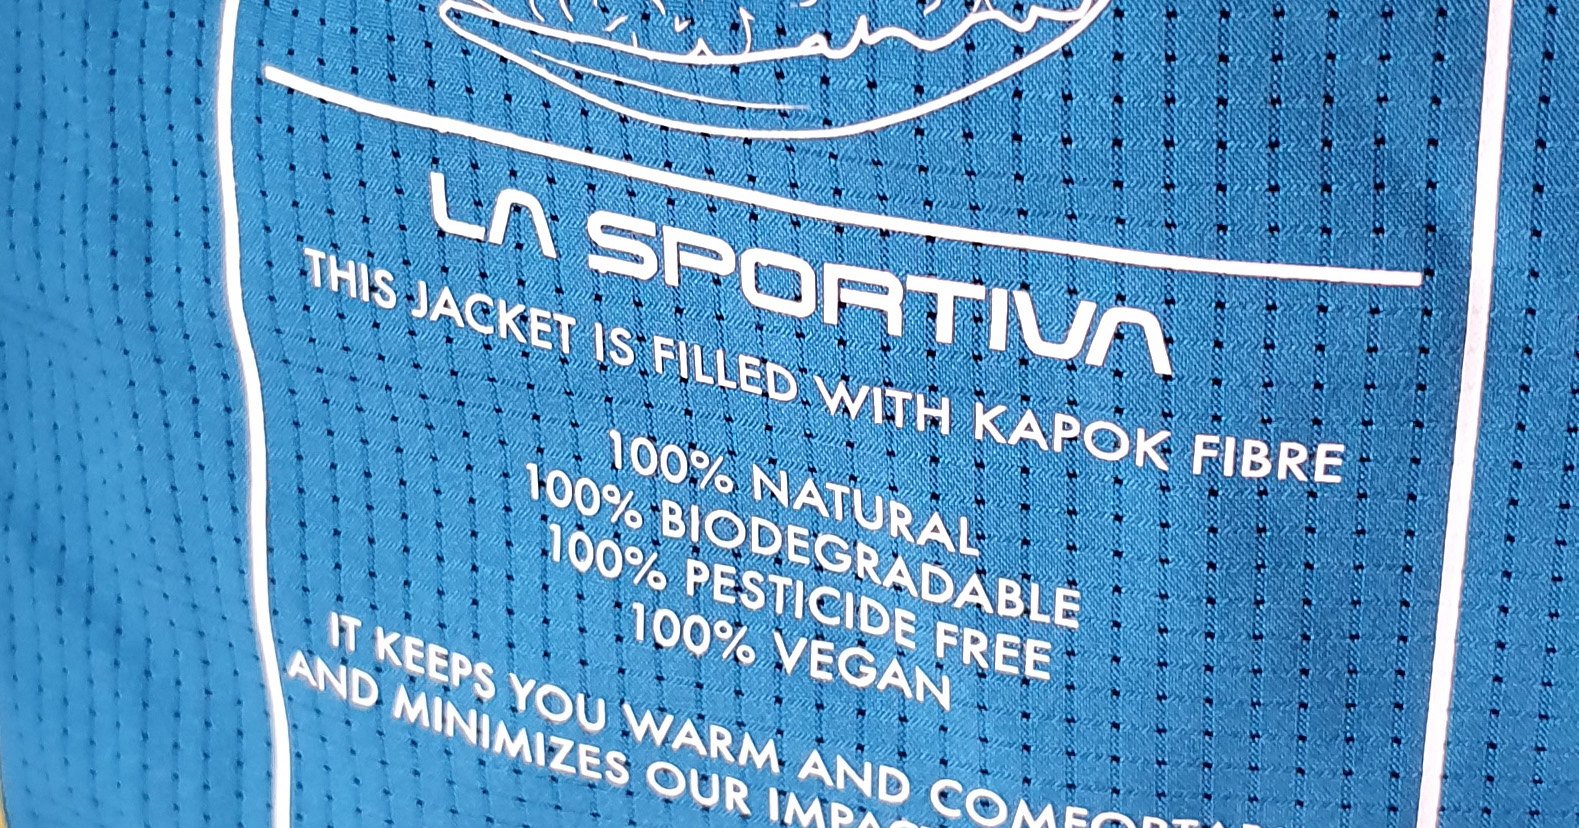 LA SPORTIVA
THIS JACKET IS FILLED WITH KAPOK FIBRE
100% NATURAL
100% BIODEGRADABLE
100% PESTICIDE FREE
100% VEGAN
IT KEEPS YOU WARM AND
AND MINIMIZES OUR